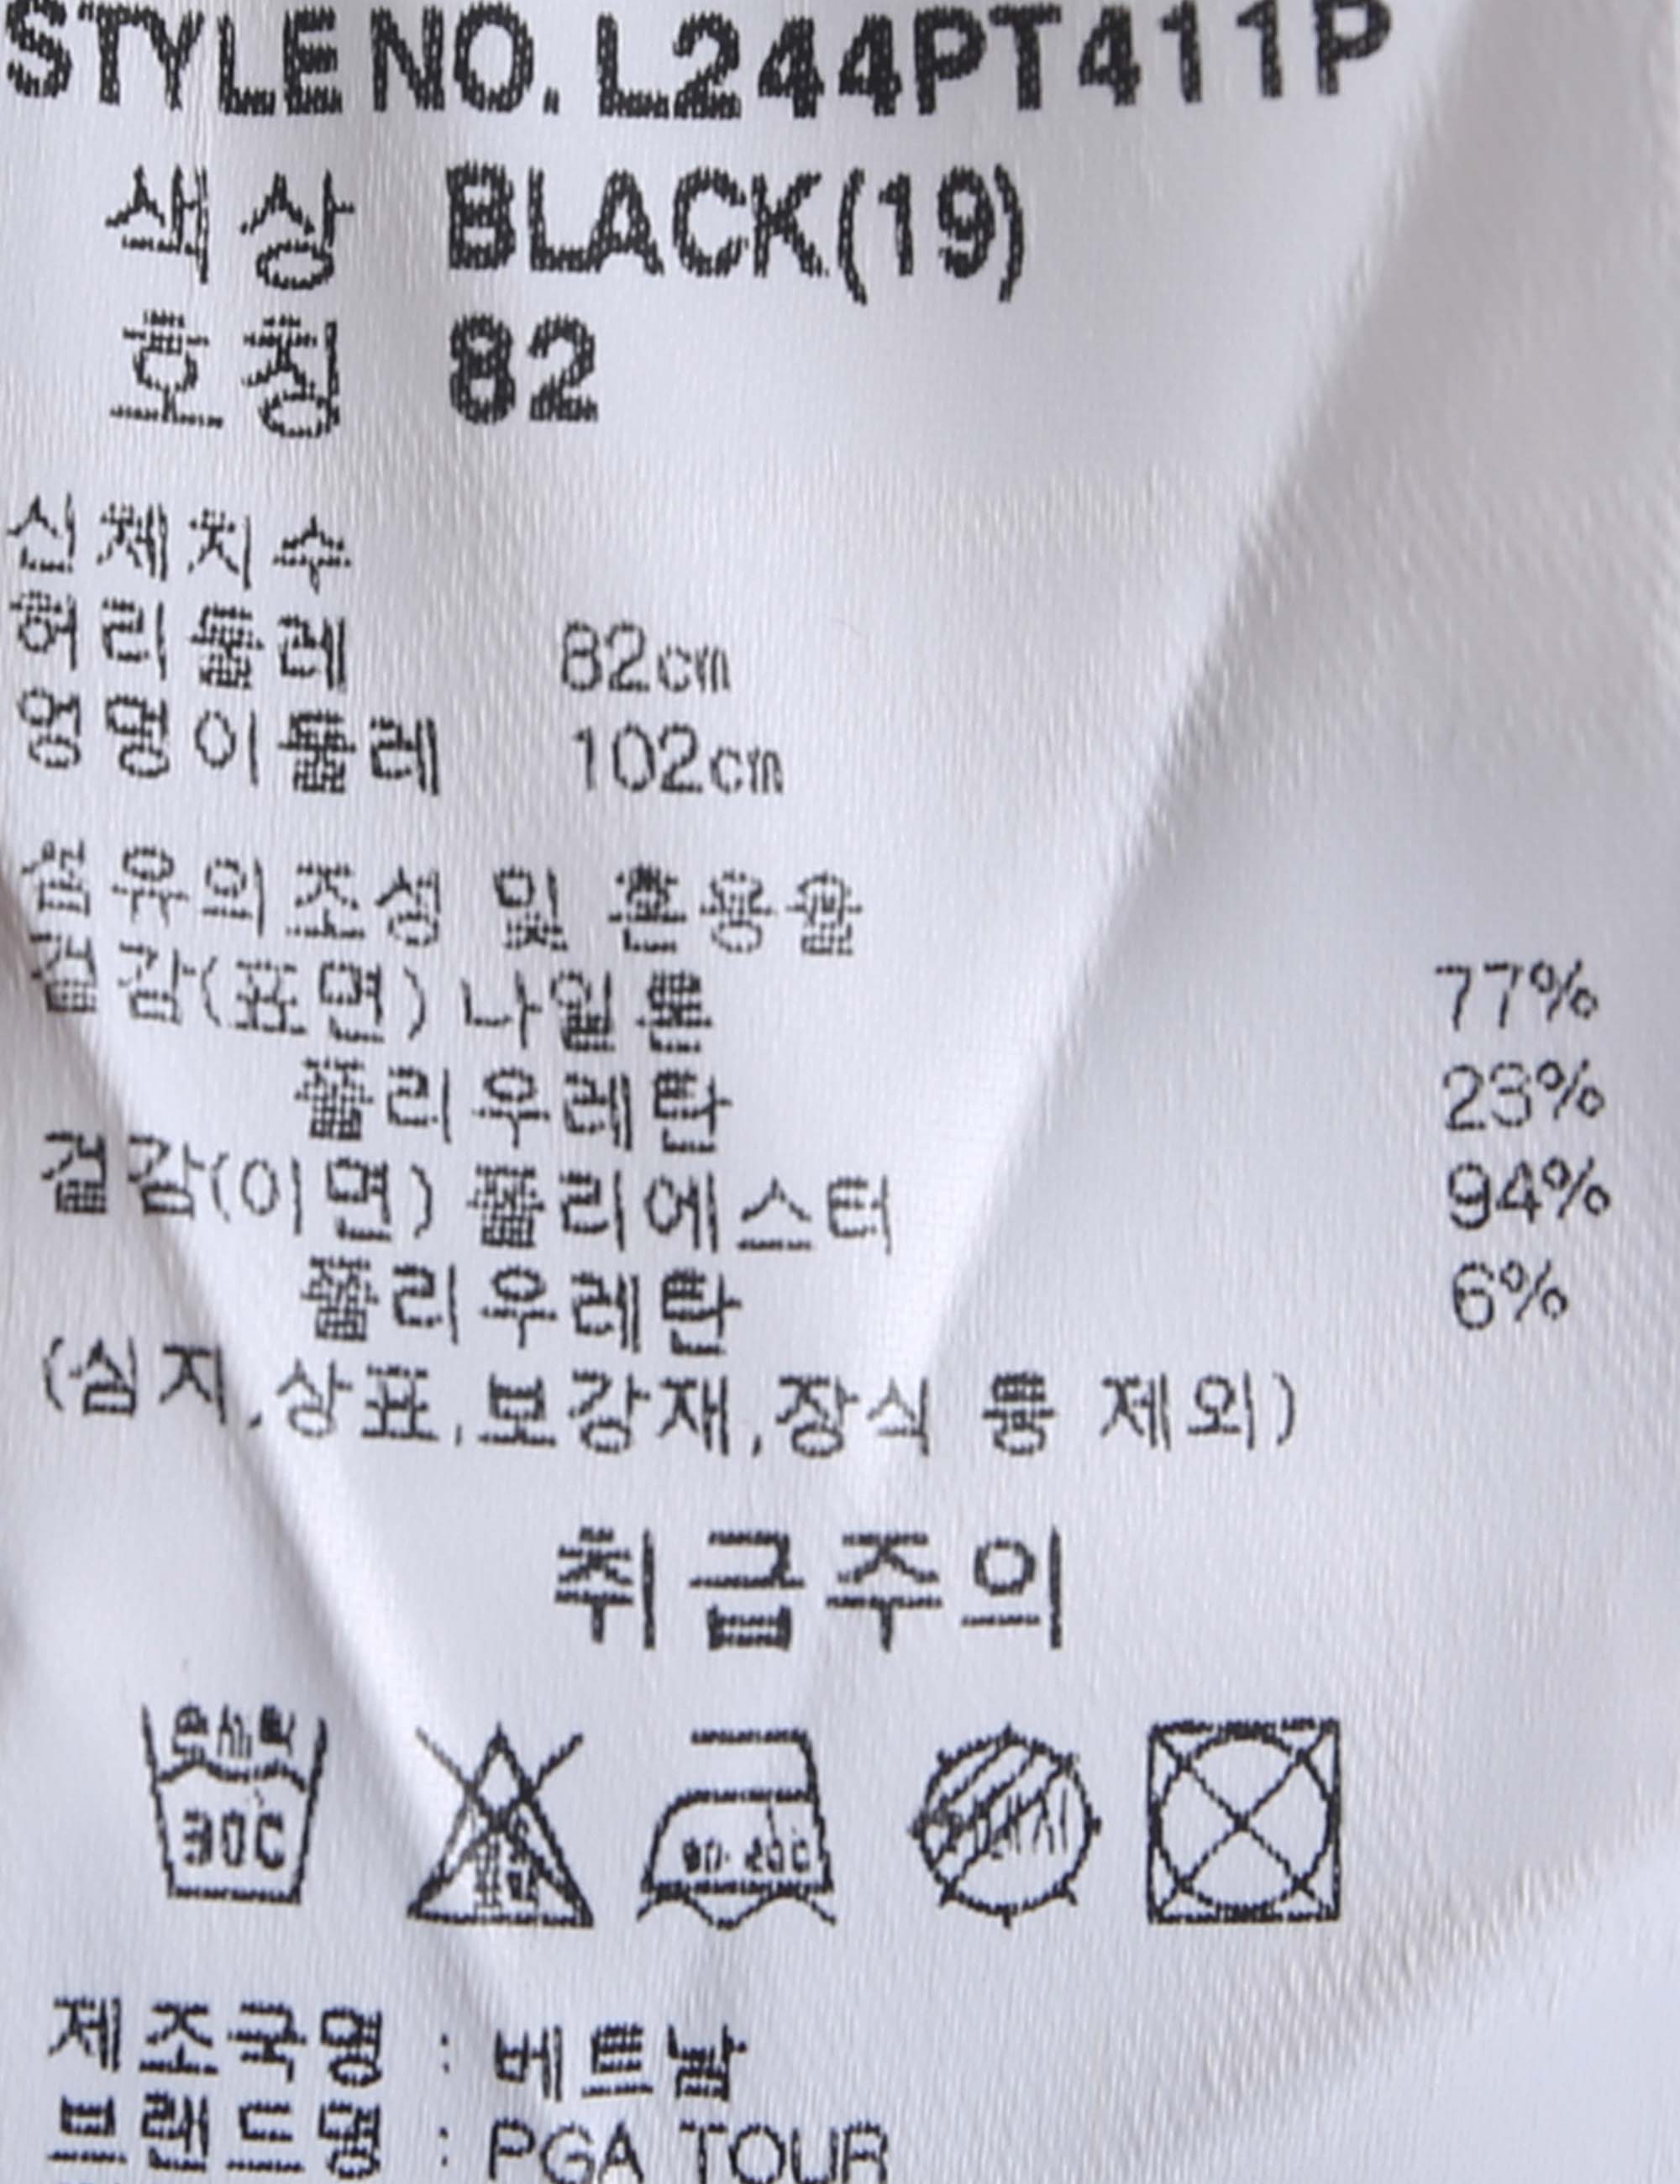 STYLE NO. L244PT411P
색상 BLACK(19)
호칭 82
신체치수
허리둘레 82cm
엉덩이둘레 102cm
섬유의조성 및 혼용율
겉감(표면) 나일론 77%
폴리우레탄 23%
겉감(이면) 폴리에스터 94%
폴리우레탄 6%
(심지,상표,보강재,장식 등 제외)
취급주의
손세탁
30C
표백
80-120C
드라이
제조국명 : 베트남
브랜드명 : PGA TOUR